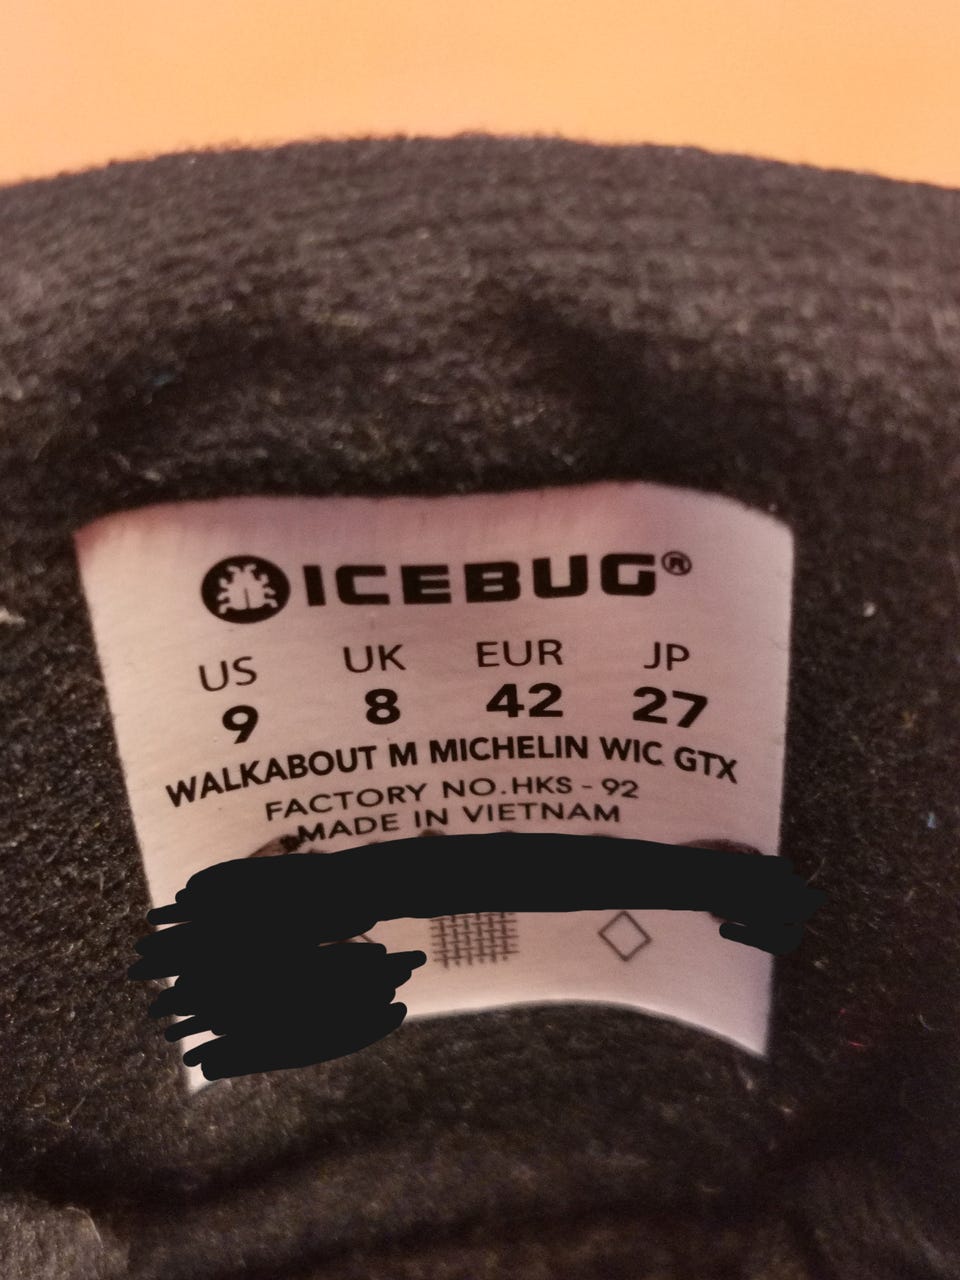 ICEBUG®
US UK EUR JP
9 8 42 27
WALKABOUT M MICHELIN WIC GTX
FACTORY NO.HKS - 92
MADE IN VIETNAM